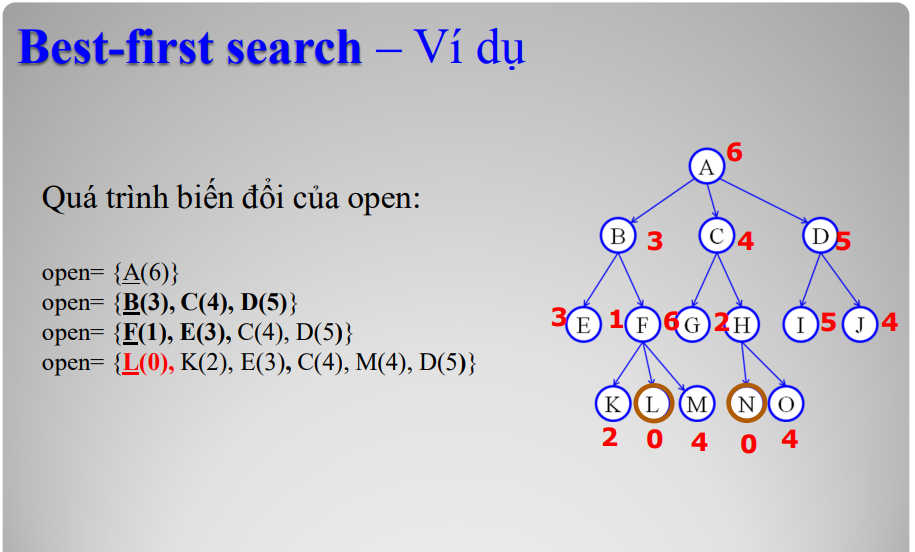 Best-first search – Ví dụ
Quá trình biến đổi của open:
open= {A(6)}
open= {B(3), C(4), D(5)}
open= {F(1), E(3), C(4), D(5)}
open= {L(0), K(2), E(3), C(4), M(4), D(5)}
A 6
B 3 C 4 D 5
3 E 1 F 6 G 2 H I 5 J 4
K L M N O
2 0 4 0 4